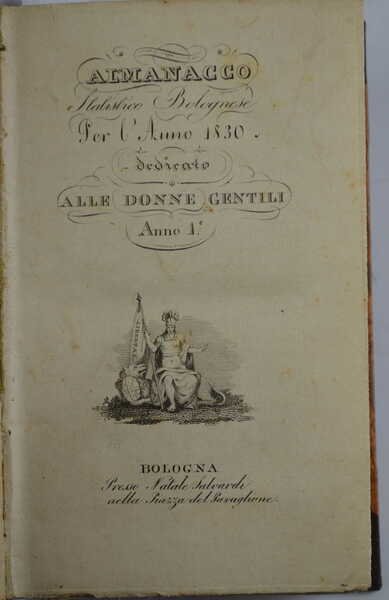 ALMANACCO
Statistico Bolognese
Per l'Anno 1830.
dedicato
ALLE DONNE GENTILI
Anno 1.º
LIBERTAS
BOLOGNA
Presso Natale Salvardi
nella Piazza del Pavaglione.